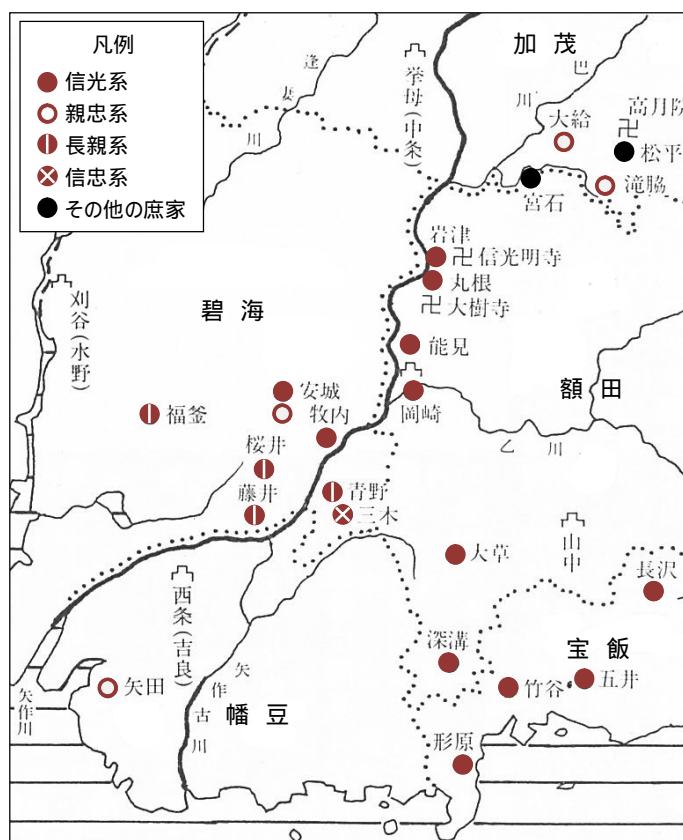 凡例
信光系
親忠系
長親系
信忠系
その他の庶家
加茂
逢妻川
挙母(中条)
巴川
大給
高月院
卍
松平
宮石
滝脇
岩津
卍信光明寺
丸根
卍
大樹寺
刈谷(水野)
碧海
能見
額田
安城
岡崎
福釜
牧内
乙川
桜井
藤井
青野
三木
山中
大草
長沢
西条(吉良)
深溝
宝飯
矢田
竹谷
五井
矢作川
矢作古川
幡豆
形原